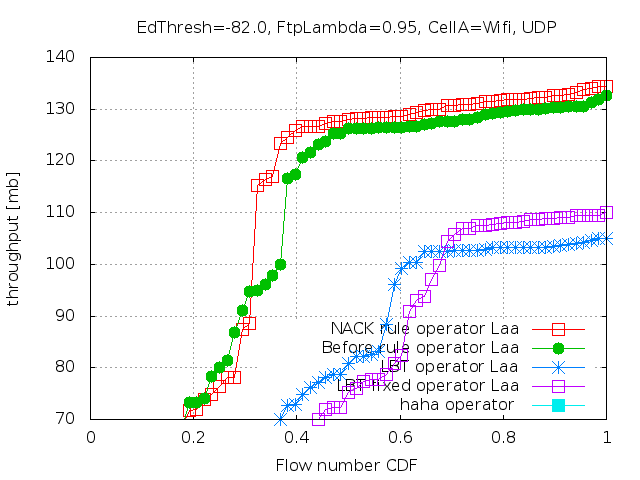 EdThresh=-82.0, FtpLambda=0.95, CellA=Wifi, UDP
140
130
120
110
100
90
80
70
throughput [mb]
NACK rule operator Laa
Before rule operator Laa
LBT operator Laa
fixed operator Laa
haha operator
0
0.2
0.4
0.6
0.8
1
Flow number CDF